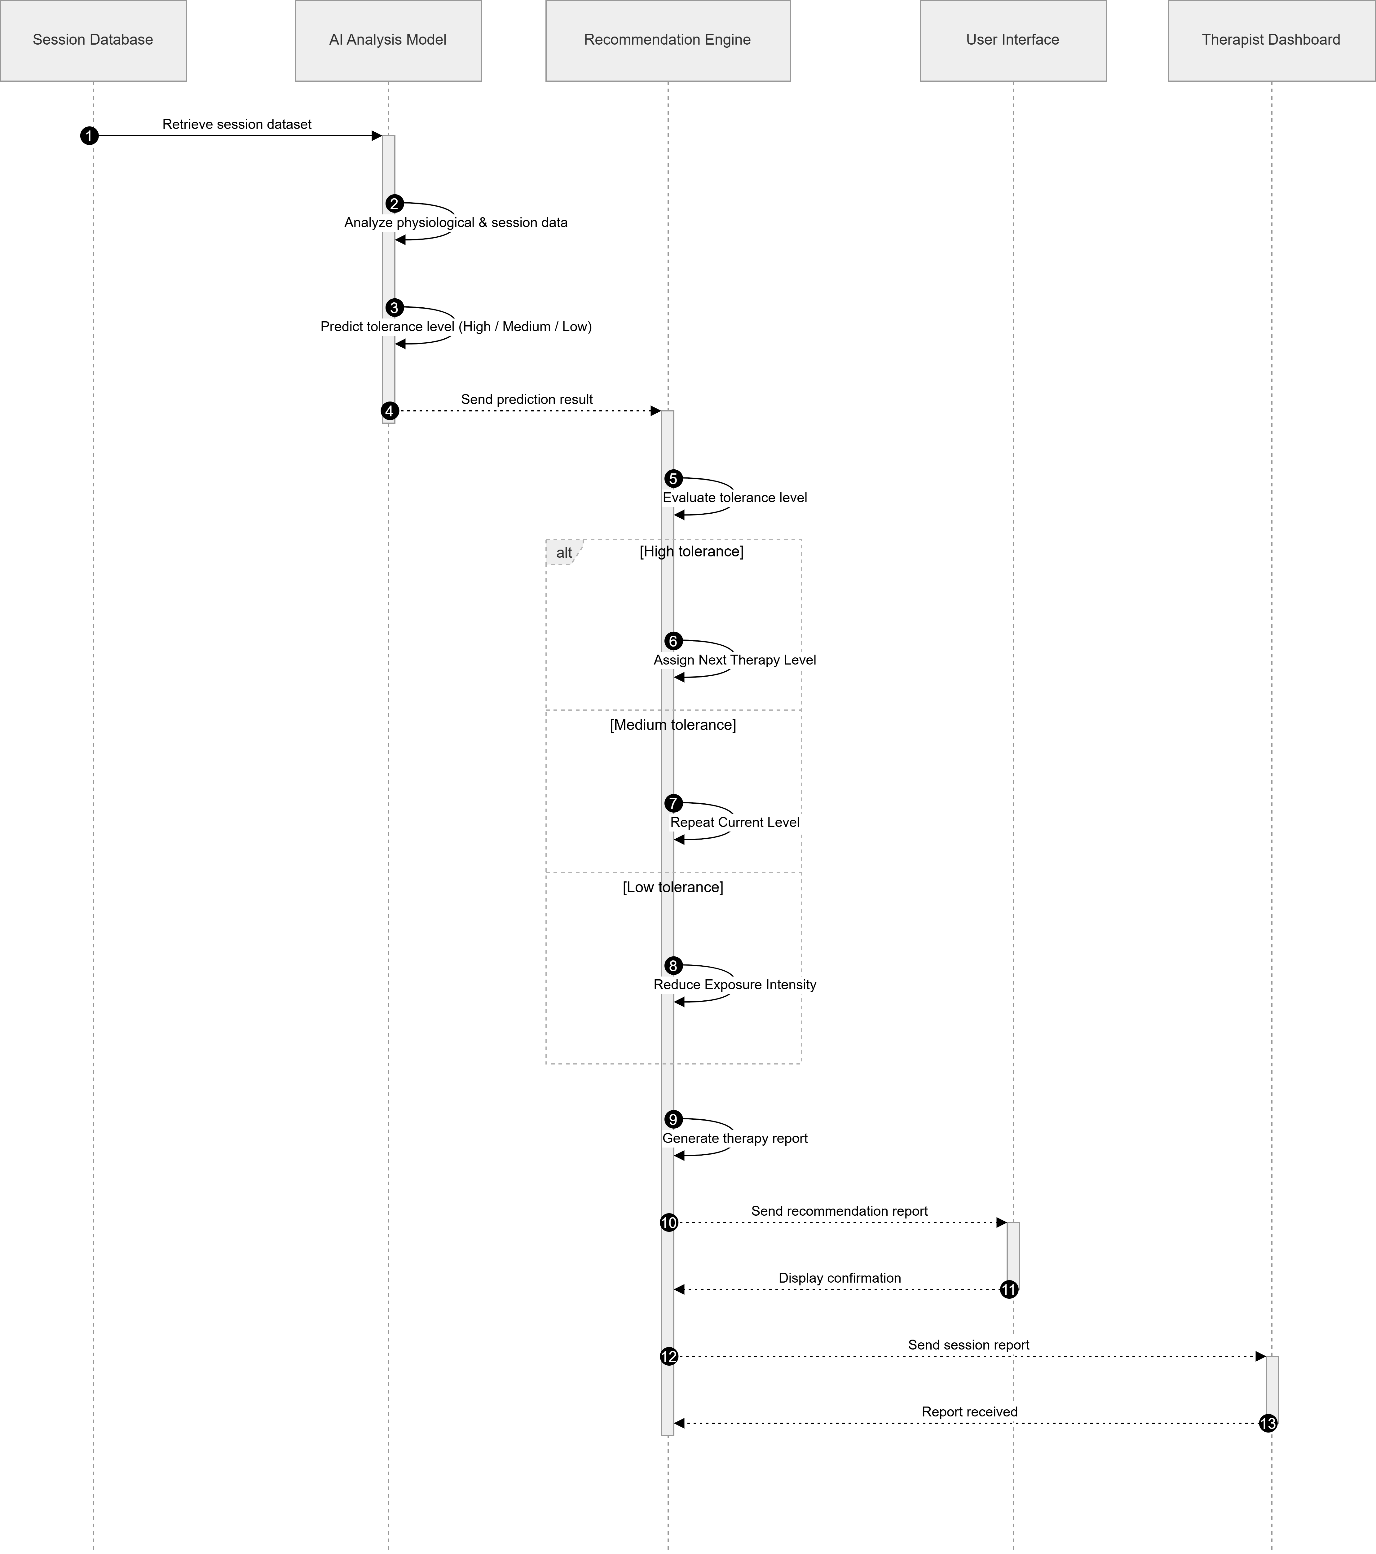 Session Database
AI Analysis Model
Recommendation Engine
User Interface
Therapist Dashboard
Retrieve session dataset
1
2
Analyze physiological & session data
3
Predict tolerance level (High / Medium / Low)
Send prediction result
4
5
Evaluate tolerance level
alt
[High tolerance]
6
Assign Next Therapy Level
[Medium tolerance]
7
Repeat Current Level
[Low tolerance]
8
Reduce Exposure Intensity
9
Generate therapy report
Send recommendation report
10
Display confirmation
11
Send session report
12
Report received
13